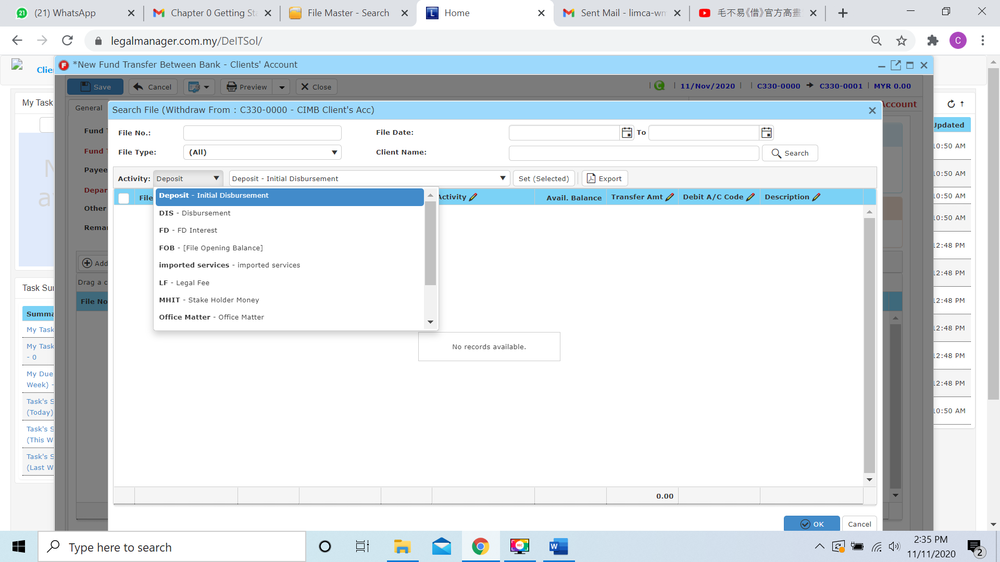 (21) WhatsApp
Chapter 0 Getting Sta
File Master - Search
Home
Sent Mail - limca-wm
毛不易《借》官方高畫
legalmanager.com.my/DeITSol/
C
Clie
*New Fund Transfer Between Bank - Clients' Account
Save
Cancel
Preview
Close
11/Nov/2020
C330-0000
C330-0001
MYR 0.00
My Task
General
Account
Search File (Withdraw From : C330-0000 - CIMB Client's Acc)
Updated
Fund T
File No.:
File Date:
To
Fund T
File Type:
(All)
Client Name:
Search
10:50 AM
Payee
Activity:
Deposit
Deposit - Initial Disbursement
Set (Selected)
Export
10:50 AM
Depar
File
Activity
Avail. Balance
Transfer Amt
Debit A/C Code
Description
10:50 AM
Deposit - Initial Disbursement
DIS - Disbursement
FD - FD Interest
FOB - [File Opening Balance]
imported services - imported services
LF - Legal Fee
MHIT - Stake Holder Money
Office Matter - Office Matter
Other
10:50 AM
Remar
12:48 PM
Add
12:48 PM
Drag a c
Task Sum
File No
12:48 PM
Summa
My Task
12:48 PM
My Task
- 0
No records available.
12:48 PM
My Due
Week) -
12:48 PM
Task's S
(Today)
10:50 AM
Task's S
(This W
Task's S
(Last W
0.00
OK
Cancel
Type here to search
2:35 PM
11/11/2020
2